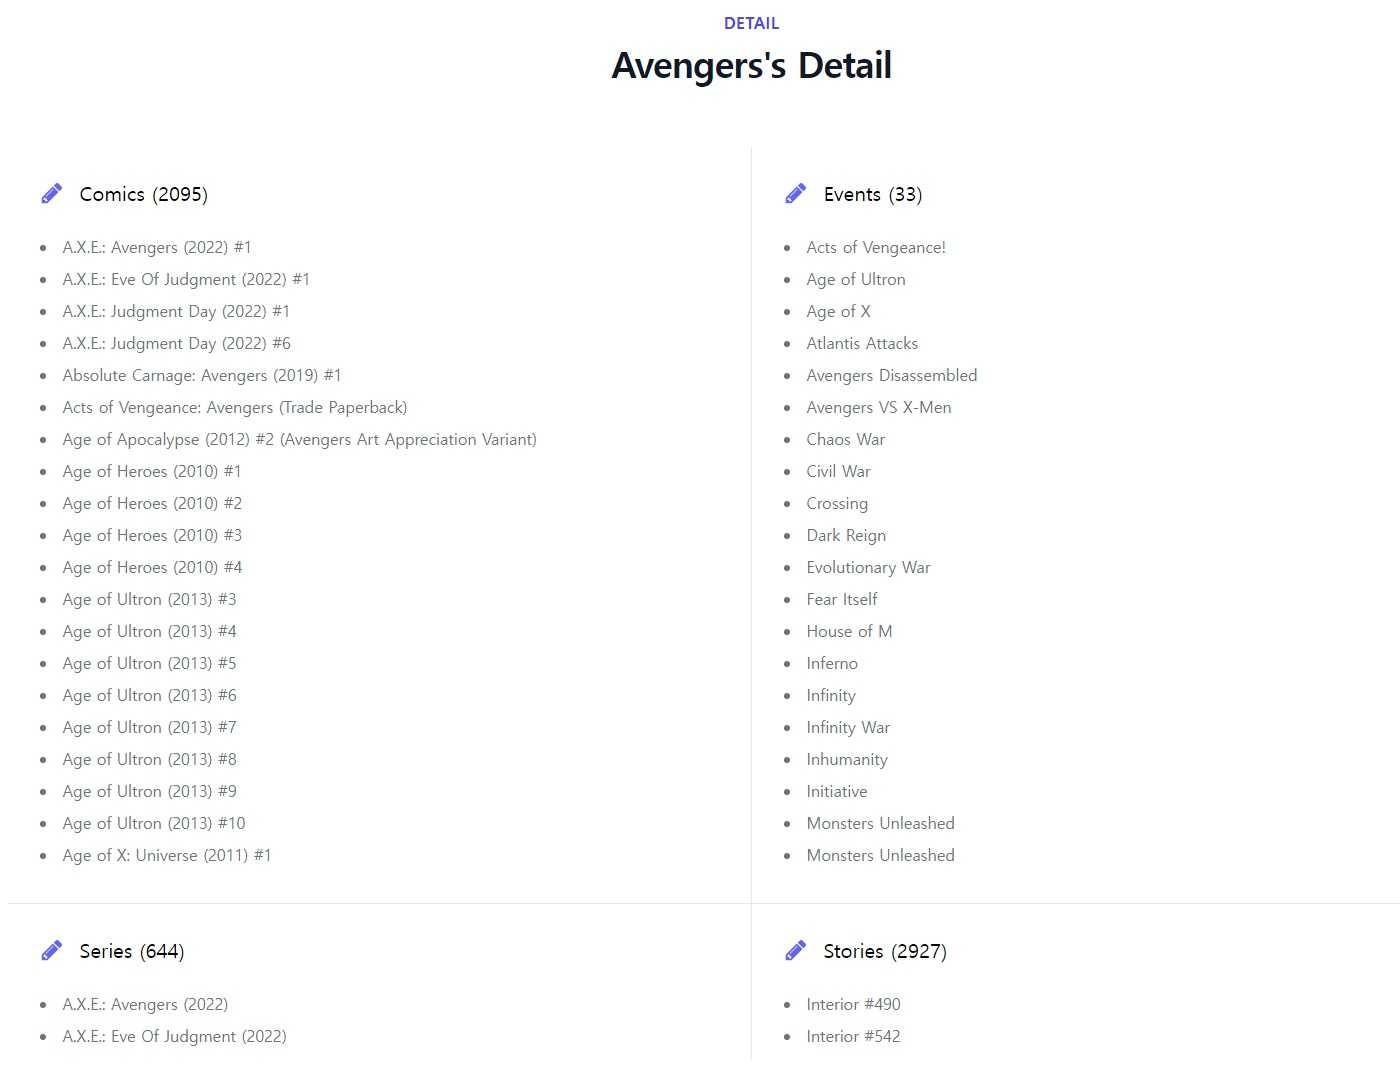 DETAIL
Avengers's Detail
Comics (2095)
A.X.E.: Avengers (2022) #1
A.X.E.: Eve Of Judgment (2022) #1
A.X.E.: Judgment Day (2022) #1
A.X.E.: Judgment Day (2022) #6
Absolute Carnage: Avengers (2019) #1
Acts of Vengeance: Avengers (Trade Paperback)
Age of Apocalypse (2012) #2 (Avengers Art Appreciation Variant)
Age of Heroes (2010) #1
Age of Heroes (2010) #2
Age of Heroes (2010) #3
Age of Heroes (2010) #4
Age of Ultron (2013) #3
Age of Ultron (2013) #4
Age of Ultron (2013) #5
Age of Ultron (2013) #6
Age of Ultron (2013) #7
Age of Ultron (2013) #8
Age of Ultron (2013) #9
Age of Ultron (2013) #10
Age of X: Universe (2011) #1
Events (33)
Acts of Vengeance!
Age of Ultron
Age of X
Atlantis Attacks
Avengers Disassembled
Avengers VS X-Men
Chaos War
Civil War
Crossing
Dark Reign
Evolutionary War
Fear Itself
House of M
Inferno
Infinity
Infinity War
Inhumanity
Initiative
Monsters Unleashed
Monsters Unleashed
Series (644)
A.X.E.: Avengers (2022)
A.X.E.: Eve Of Judgment (2022)
Stories (2927)
Interior #490
Interior #542